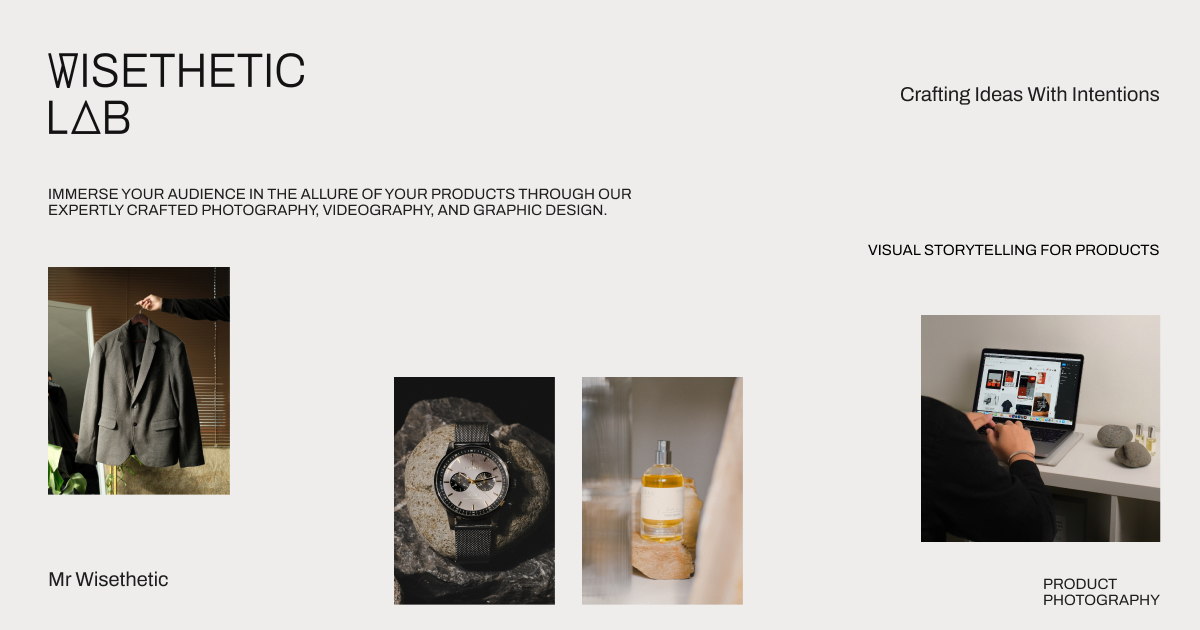 WISETHETIC
LAB
Crafting Ideas With Intentions
IMMERSE YOUR AUDIENCE IN THE ALLURE OF YOUR PRODUCTS THROUGH OUR
EXPERTLY CRAFTED PHOTOGRAPHY, VIDEOGRAPHY, AND GRAPHIC DESIGN.
VISUAL STORYTELLING FOR PRODUCTS
Mr Wisethetic
PRODUCT
PHOTOGRAPHY